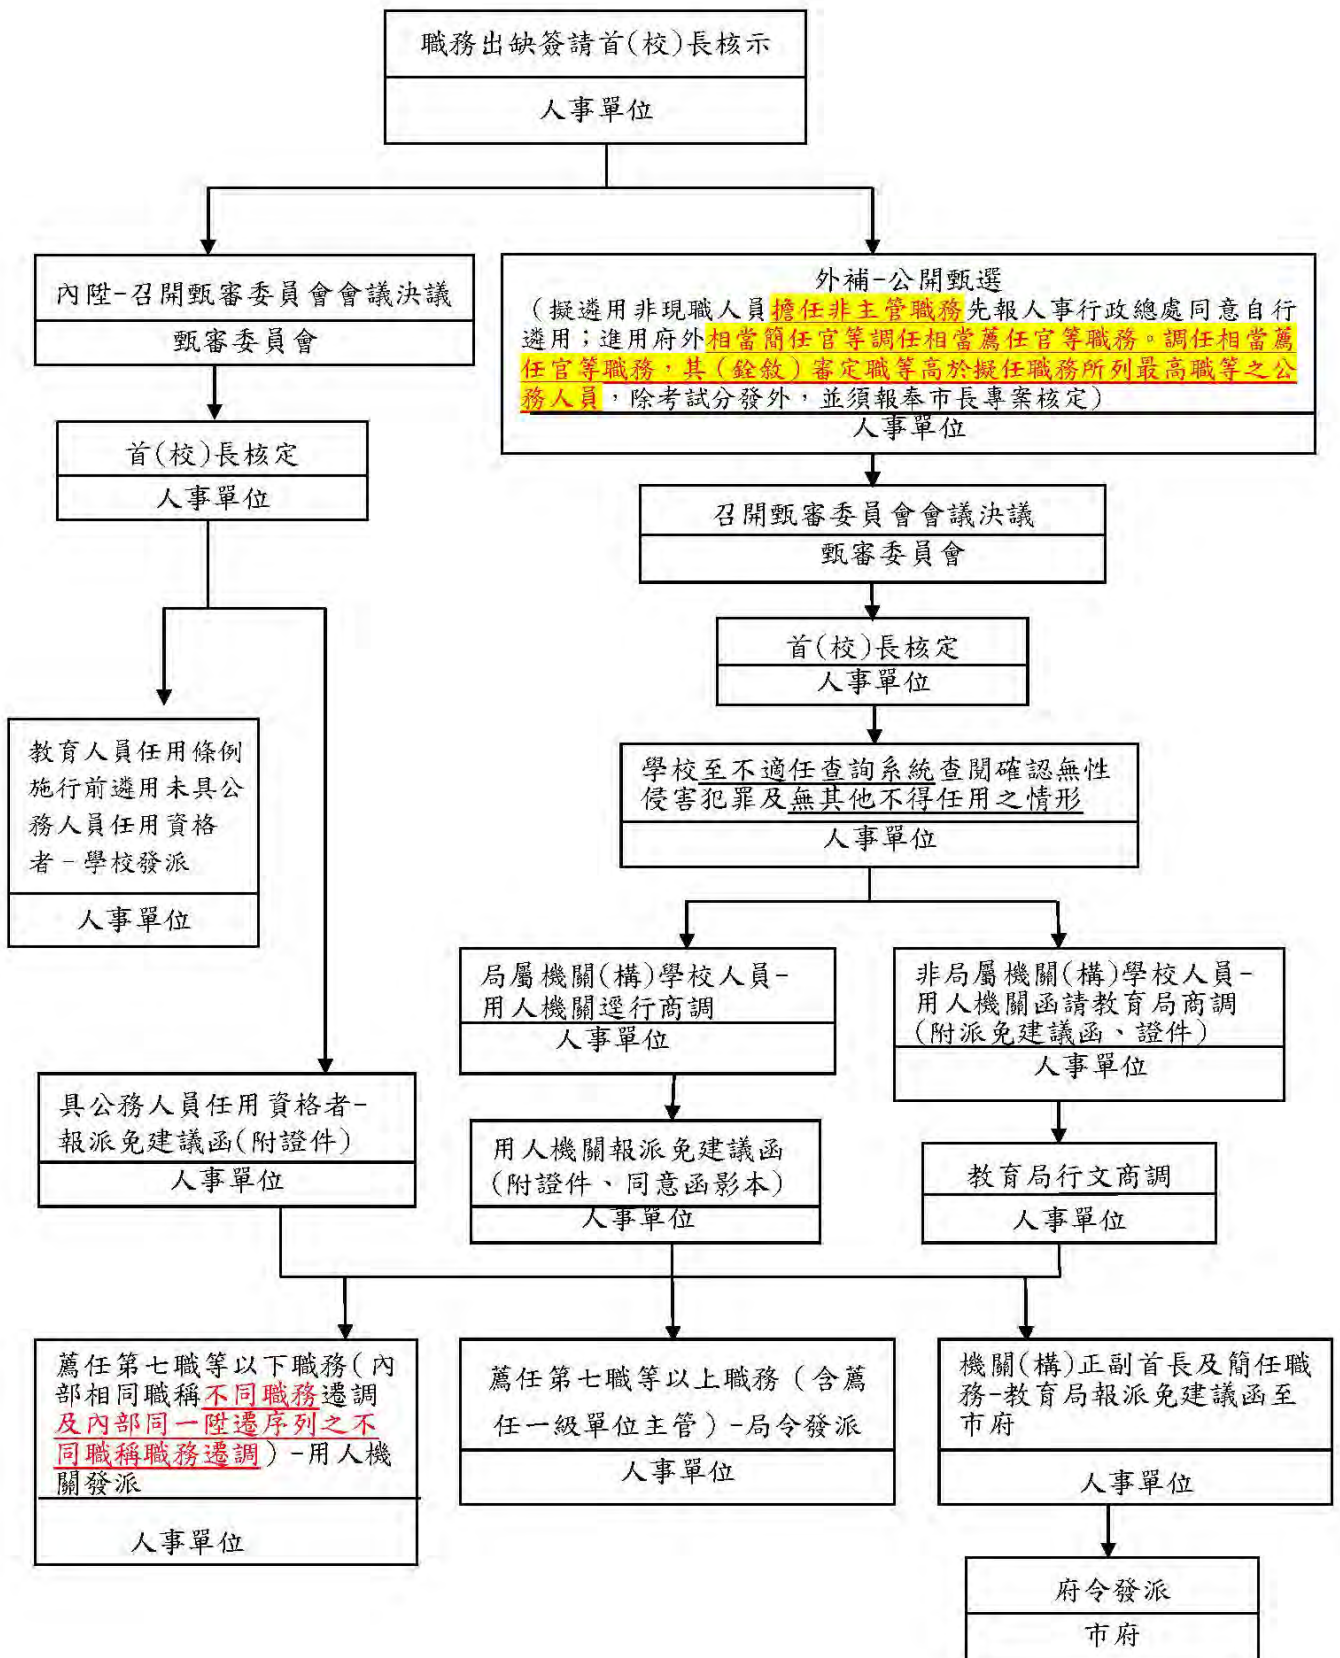 職務出缺簽請首(校)長核示
人事單位
內陞-召開甄審委員會會議決議
甄審委員會
首(校)長核定
人事單位
教育人員任用條例
施行前遴用未具公
務人員任用資格
者-學校發派
人事單位
具公務人員任用資格者-
報派免建議函(附證件)
人事單位
外補-公開甄選
(擬遴用非現職人員擔任非主管職務先報人事行政總處同意自行
遴用；進用府外相當簡任官等調任相當薦任官等職務。調任相當薦
任官等職務，其(銓敘)審定職等高於擬任職務所列最高職等之公
務人員，除考試分發外，並須報奉市長專案核定)
人事單位
召開甄審委員會會議決議
甄審委員會
首(校)長核定
人事單位
學校至不適任查詢系統查閱確認無性
侵害犯罪及無其他不得任用之情形
人事單位
局屬機關(構)學校人員-
用人機關逕行商調
人事單位
用人機關報派免建議函
(附證件、同意函影本)
人事單位
非局屬機關(構)學校人員-
用人機關函請教育局商調
(附派免建議函、證件)
人事單位
教育局行文商調
人事單位
薦任第七職等以下職務(內
部相同職稱不同職務遷調
及內部同一陞遷序列之不
同職稱職務遷調)-用人機
關發派
人事單位
薦任第七職等以上職務(含薦
任一級單位主管)-局令發派
人事單位
機關(構)正副首長及簡任職
務-教育局報派免建議函至
市府
人事單位
府令發派
市府